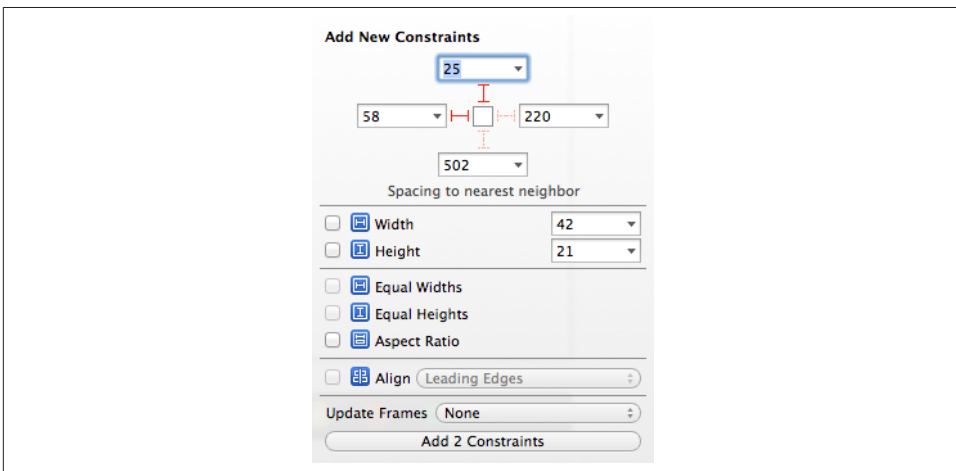 Add New Constraints
25
58
220
502
Spacing to nearest neighbor
Width 42
Height 21
Equal Widths
Equal Heights
Aspect Ratio
Align Leading Edges
Update Frames None
Add 2 Constraints